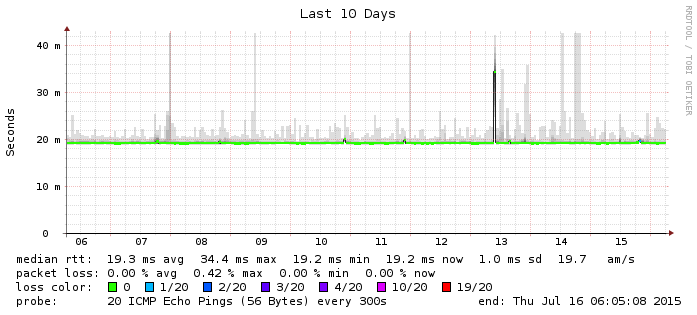 Last 10 Days
RRDTOOL / TOBI OETIKER
Seconds
40 m
30 m
20 m
10 m
0
06 07 08 09 10 11 12 13 14 15
median rtt: 19.3 ms avg 34.4 ms max 19.2 ms min 19.2 ms now 1.0 ms sd 19.7 am/s
packet loss: 0.00 % avg 0.42 % max 0.00 % min 0.00 % now
loss color: 0 1/20 2/20 3/20 4/20 10/20 19/20
probe: 20 ICMP Echo Pings (56 Bytes) every 300s end: Thu Jul 16 06:05:08 2015